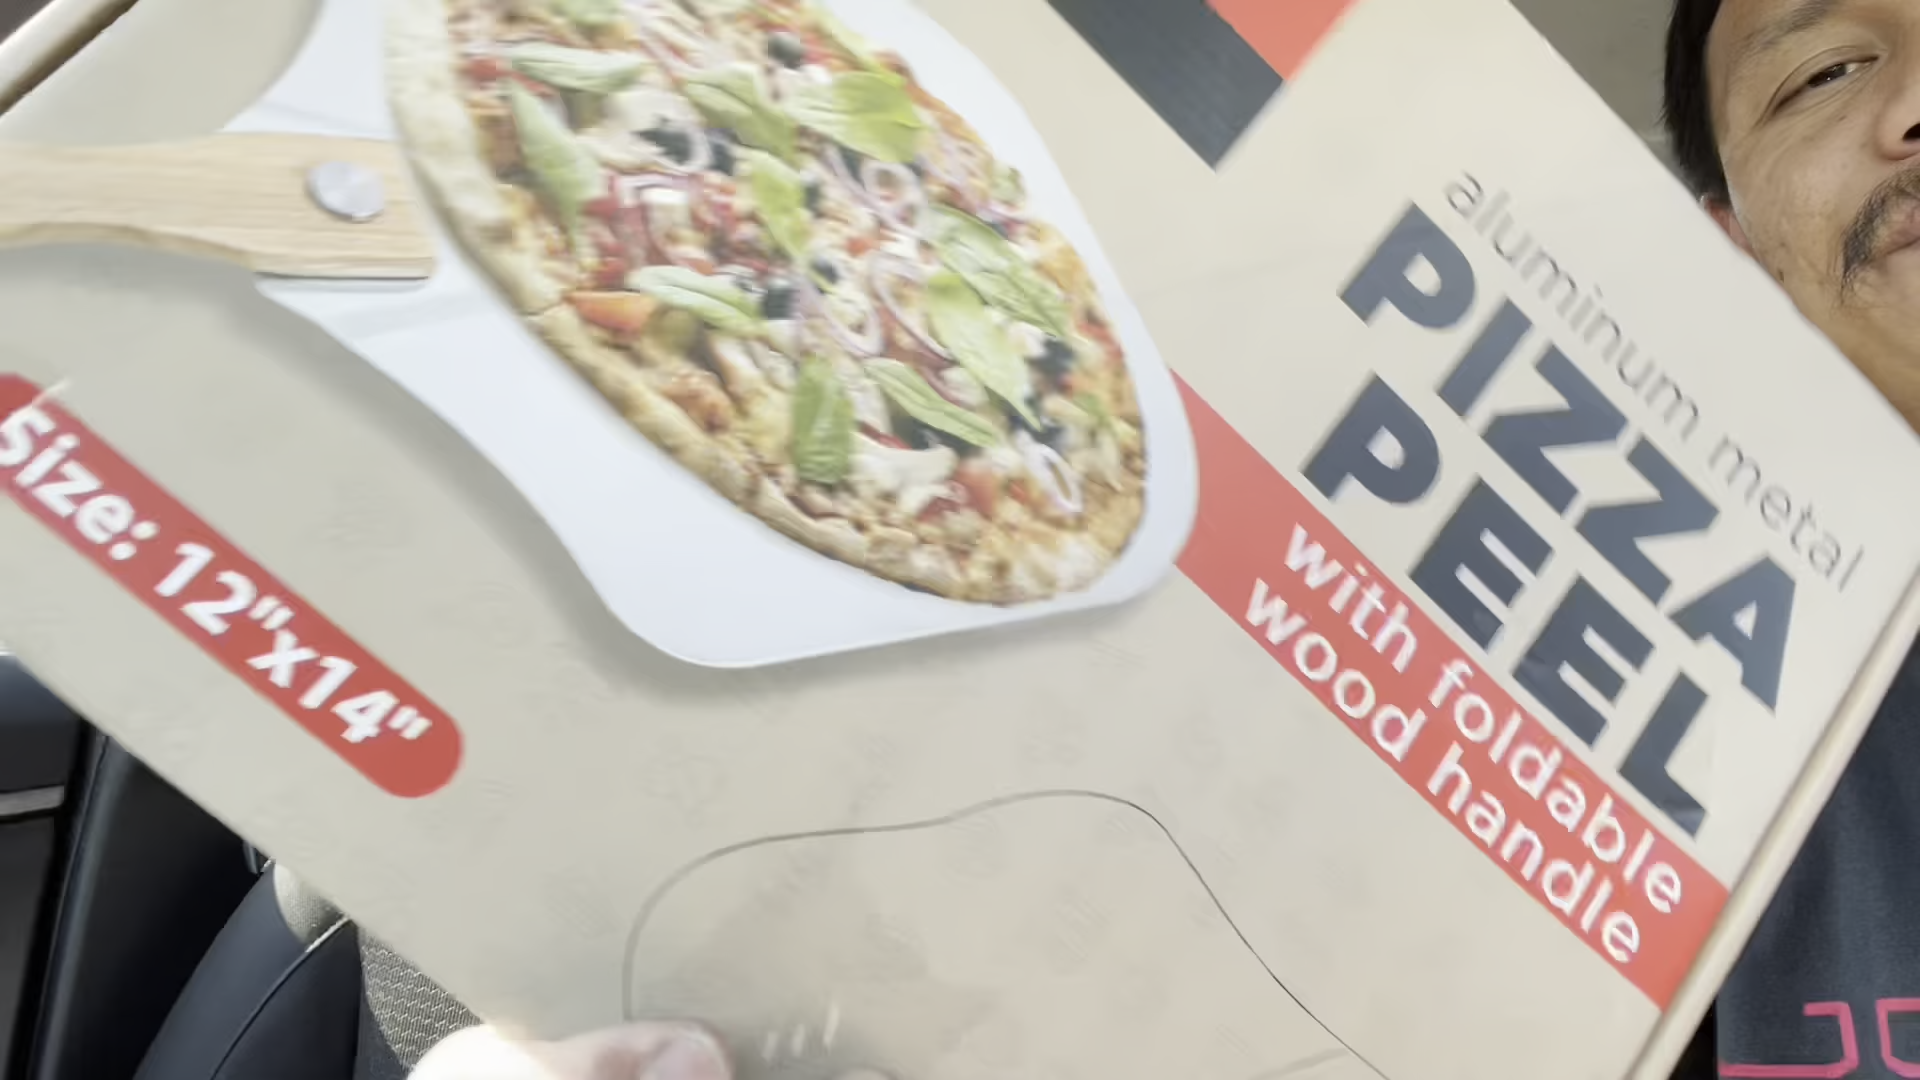 aluminum metal
PIZZA
PEEL
with foldable
wood handle
Size: 12"x14"